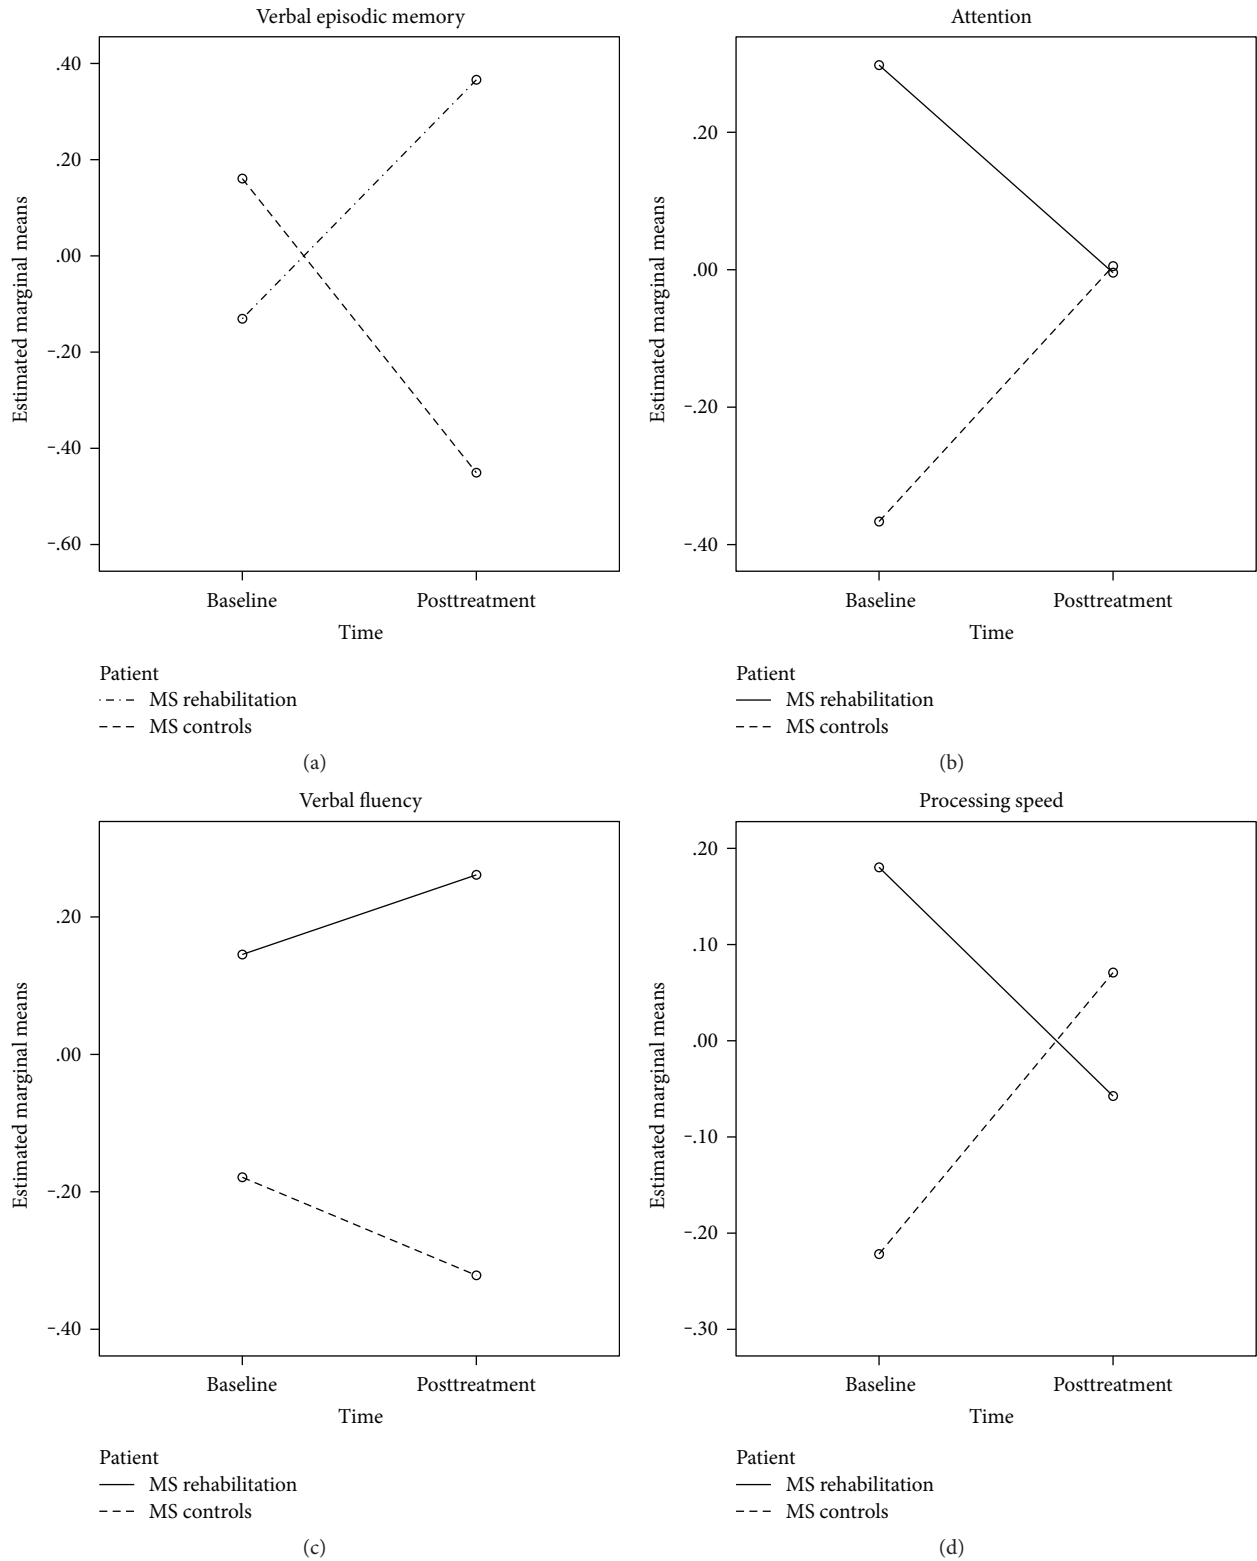 Verbal episodic memory
.40
.20
.00
−.20
−.40
−.60
Estimated marginal means
Baseline
Posttreatment
Time
Patient
MS rehabilitation
MS controls
(a)
Attention
.20
.00
−.20
−.40
Estimated marginal means
Baseline
Posttreatment
Time
Patient
MS rehabilitation
MS controls
(b)
Verbal fluency
.20
.00
−.20
−.40
Estimated marginal means
Baseline
Posttreatment
Time
Patient
MS rehabilitation
MS controls
(c)
Processing speed
.20
.10
.00
−.10
−.20
−.30
Estimated marginal means
Baseline
Posttreatment
Time
Patient
MS rehabilitation
MS controls
(d)